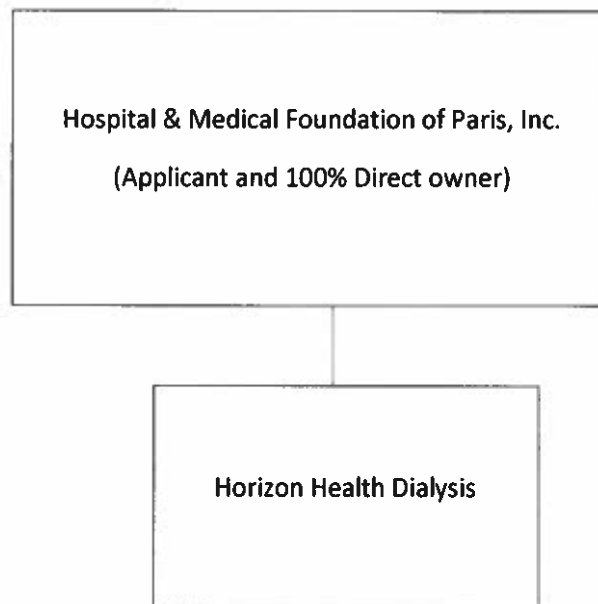 Hospital & Medical Foundation of Paris, Inc.
(Applicant and 100% Direct owner)
Horizon Health Dialysis